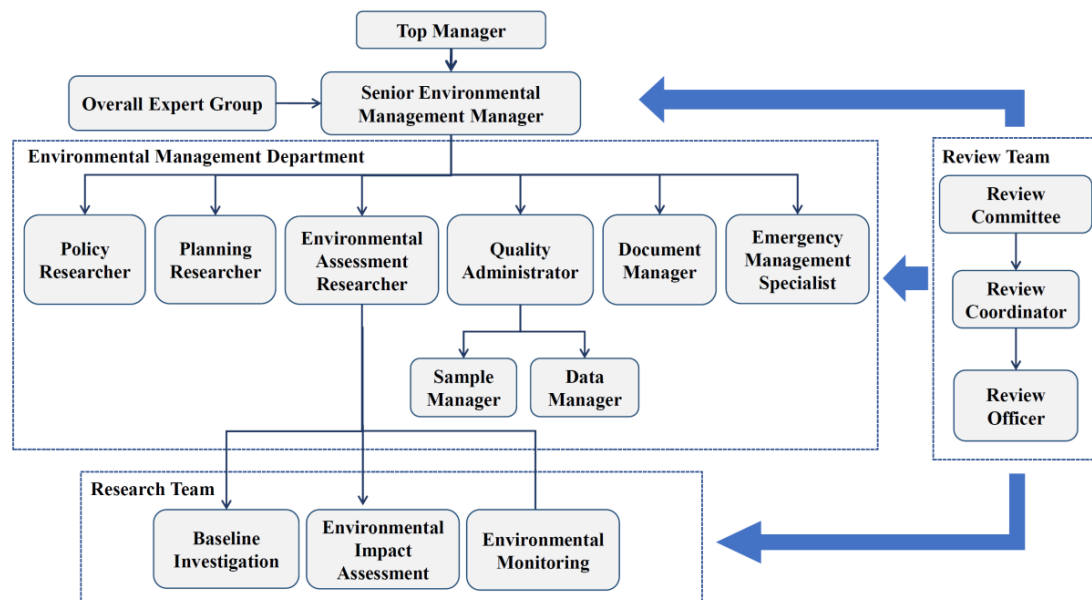 Top Manager
Overall Expert Group
Senior Environmental
Management Manager
Environmental Management Department
Policy
Researcher
Planning
Researcher
Environmental
Assessment
Researcher
Quality
Administrator
Document
Manager
Emergency
Management
Specialist
Sample
Manager
Data
Manager
Research Team
Baseline
Investigation
Environmental
Impact
Assessment
Environmental
Monitoring
Review Team
Review
Committee
Review
Coordinator
Review
Officer